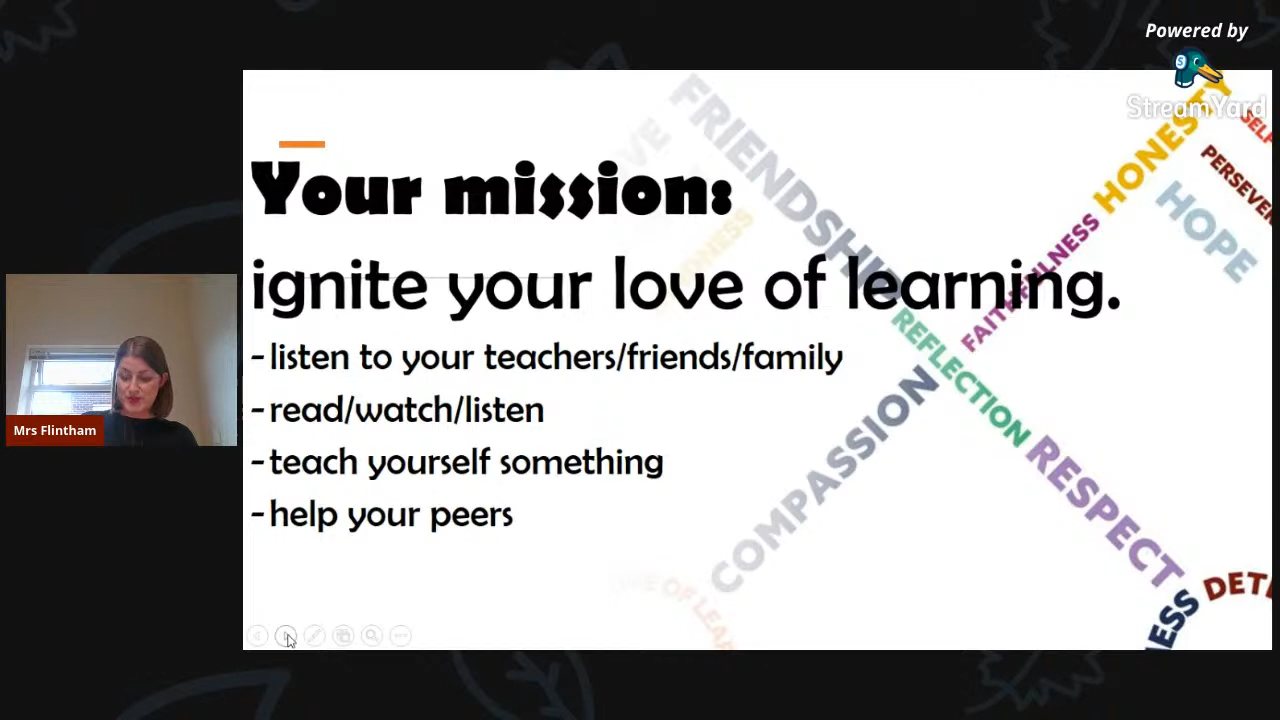 Powered by
StreamYard
Your mission:
ignite your love of learning.
- listen to your teachers/friends/family
- read/watch/listen
- teach yourself something
- help your peers
FRIENDSHIP
HONESTY
HOPE
FAITHFULNESS
REFLECTION
COMPASSION
RESPECT
Mrs Flintham